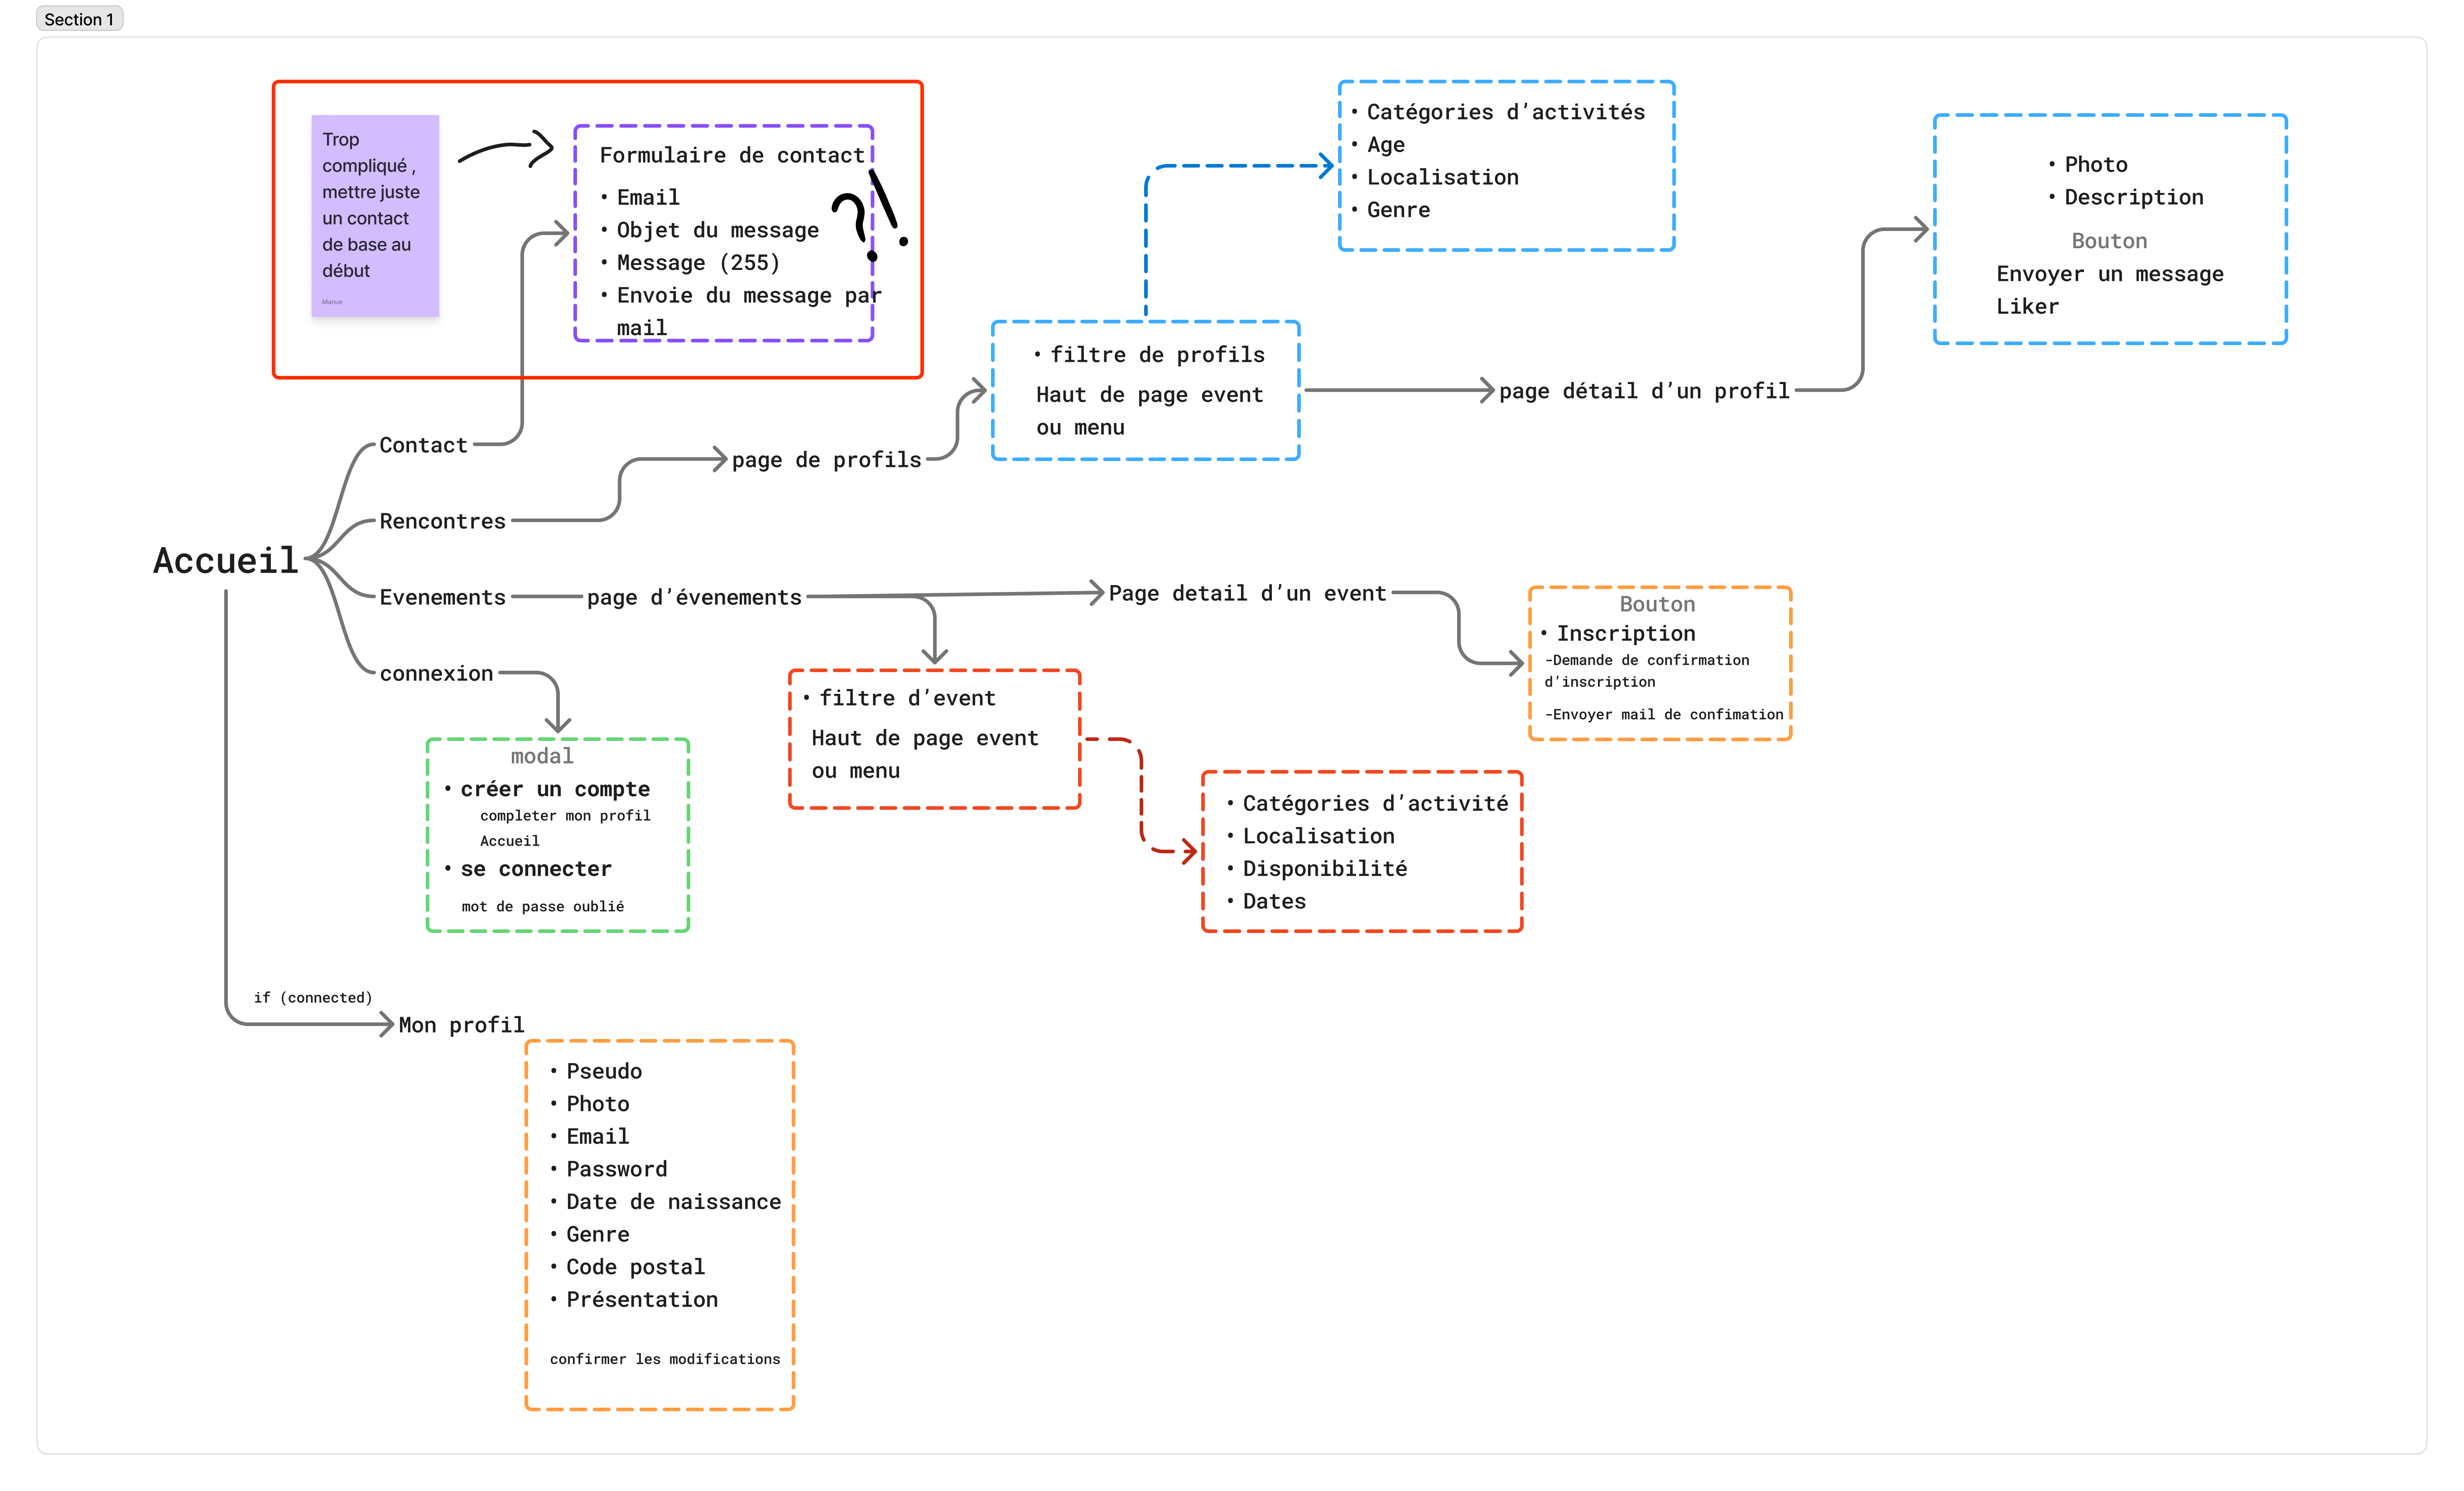 Section 1
Trop
compliqué ,
mettre juste
un contact
de base au
début
Manue
Formulaire de contact
• Email
• Objet du message
• Message (255)
• Envoie du message par
mail
?!
• Catégories d’activités
• Age
• Localisation
• Genre
• Photo
• Description
Bouton
Envoyer un message
Liker
• filtre de profils
Haut de page event
ou menu
page détail d’un profil
Contact
page de profils
Rencontres
Accueil
Evenements
page d’évenements
Page detail d’un event
Bouton
• Inscription
-Demande de confirmation
d’inscription
-Envoyer mail de confimation
connexion
• filtre d’event
Haut de page event
ou menu
modal
• créer un compte
completer mon profil
Accueil
• se connecter
mot de passe oublié
• Catégories d’activité
• Localisation
• Disponibilité
• Dates
if (connected)
Mon profil
• Pseudo
• Photo
• Email
• Password
• Date de naissance
• Genre
• Code postal
• Présentation
confirmer les modifications